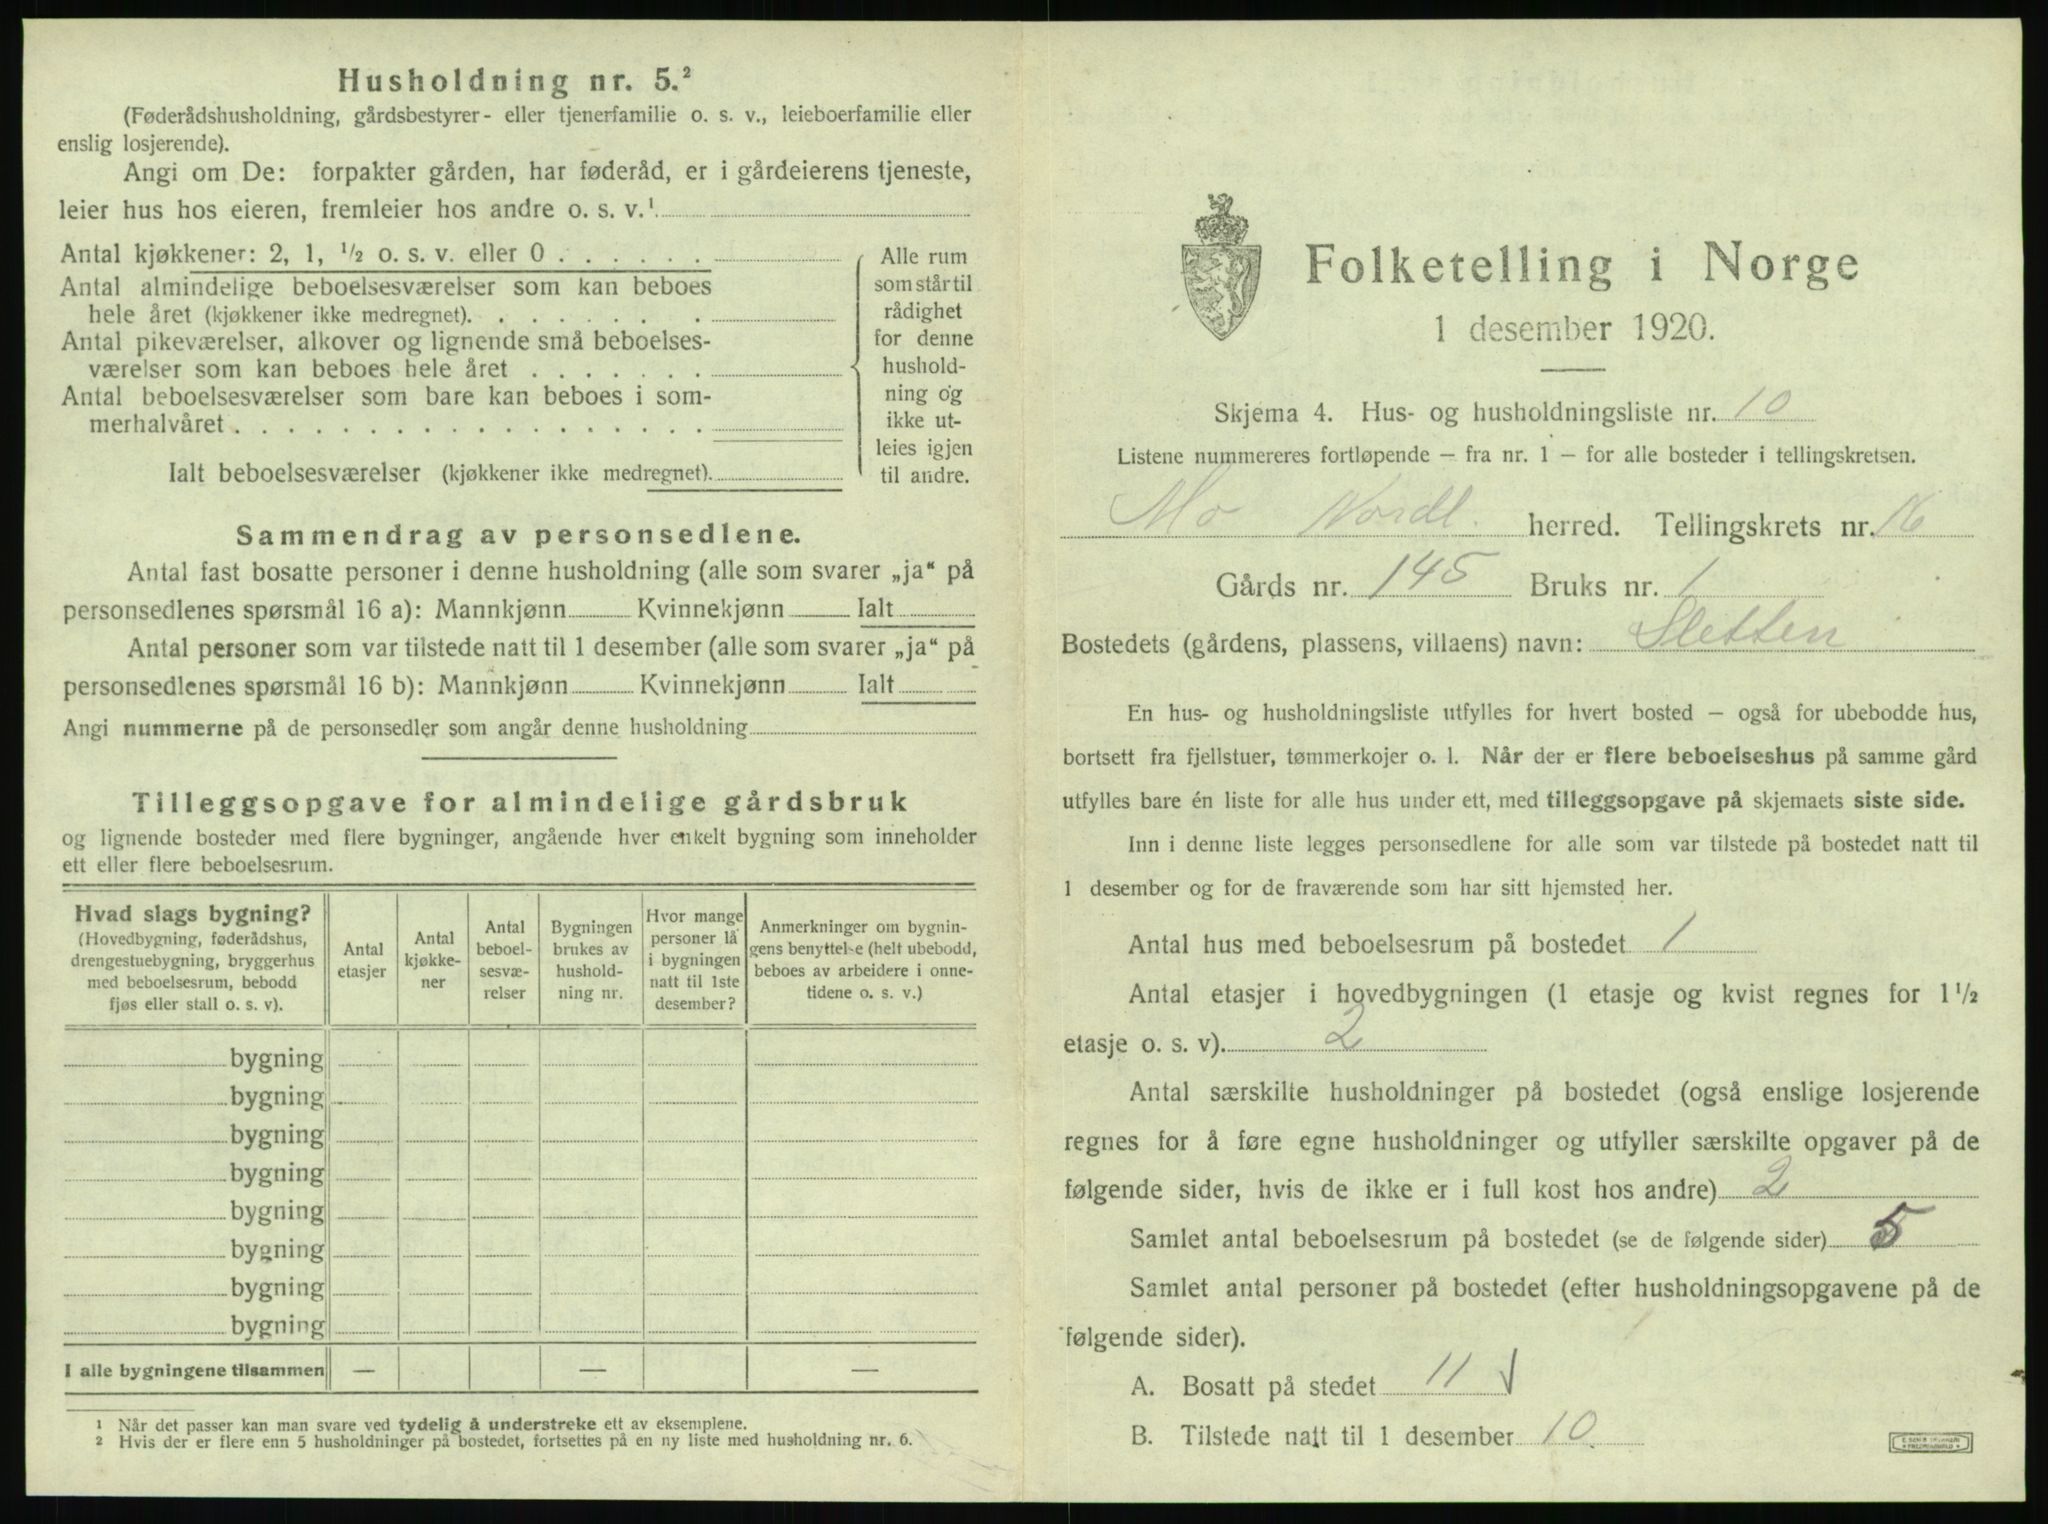 Husholdning nr. 5.²
(Føderådshusholdning, gårdsbestyrer- eller tjenerfamilie o. s. v., leieboerfamilie eller
enslig losjerende).
Angi om De: forpakter gården, har føderåd, er i gårdeierens tjeneste,
leier hus hos eieren, fremleier hos andre o. s. v.¹
Antal kjøkkener: 2, 1, ½ o. s. v. eller 0 . . . . . .
Antal almindelige beboelsesværelser som kan beboes
hele året (kjøkkener ikke medregnet). . . . . . . .
Antal pikeværelser, alkover og lignende små beboelses-
værelser som kan beboes hele året . . . . . . .
Antal beboelsesværelser som bare kan beboes i som-
merhalvåret . . . . . . . . . . . . . . . . . .
Ialt beboelsesværelser (kjøkkener ikke medregnet).
Alle rum
som står til
rådighet
for denne
hushold-
ning og
ikke ut-
leies igjen
til andre.
Sammendrag av personsedlene.
Antal fast bosatte personer i denne husholdning (alle som svarer „ja“ på
personsedlenes spørsmål 16 a): Mannkjønn Kvinnekjønn Ialt
Antal personer som var tilstede natt til 1 desember (alle som svarer „ja“ på
personsedlenes spørsmål 16 b): Mannkjønn Kvinnekjønn Ialt
Angi nummerne på de personsedler som angår denne husholdning
Tilleggsopgave for almindelige gårdsbruk
og lignende bosteder med flere bygninger, angående hver enkelt bygning som inneholder
ett eller flere beboelsesrum.
Hvad slags bygning?
(Hovedbygning, føderådshus,
drengestuebygning, bryggerhus
med beboelsesrum, bebodd
fjøs eller stall o. s. v).
Antal
etasjer
Antal
kjøkke-
ner
Antal
beboel-
sesvæ-
relser
Bygningen
brukes av
hushold-
ning nr.
Hvor mange
personer lå
i bygningen
natt til 1ste
desember?
Anmerkninger om bygnin-
gens benyttelse (helt ubebodd,
beboes av arbeidere i onne-
tidene o. s. v.)
bygning
bygning
bygning
bygning
bygning
bygning
bygning
bygning
I alle bygningene tilsammen — — —
¹ Når det passer kan man svare ved tydelig å understreke ett av eksemplene.
² Hvis der er flere enn 5 husholdninger på bostedet, fortsettes på en ny liste med husholdning nr. 6.
Folketelling i Norge
1 desember 1920.
Skjema 4. Hus- og husholdningsliste nr. 10
Listene nummereres fortløpende — fra nr. 1 — for alle bosteder i tellingskretsen.
Mo Nordl. herred. Tellingskrets nr. 16
Gårds nr. 145 Bruks nr. 1
Bostedets (gårdens, plassens, villaens) navn: Sletten
En hus- og husholdningsliste utfylles for hvert bosted — også for ubebodde hus,
bortsett fra fjellstuer, tømmerkojer o. l. Når der er flere beboelseshus på samme gård
utfylles bare én liste for alle hus under ett, med tilleggsopgave på skjemaets siste side.
Inn i denne liste legges personsedlene for alle som var tilstede på bostedet natt til
1 desember og for de fraværende som har sitt hjemsted her.
Antal hus med beboelsesrum på bostedet 1
Antal etasjer i hovedbygningen (1 etasje og kvist regnes for 1½
etasje o. s. v). 2
Antal særskilte husholdninger på bostedet (også enslige losjerende
regnes for å føre egne husholdninger og utfyller særskilte opgaver på de
følgende sider, hvis de ikke er i full kost hos andre) 2
Samlet antal beboelsesrum på bostedet (se de følgende sider) 5
Samlet antal personer på bostedet (efter husholdningsopgavene på de
følgende sider).
A. Bosatt på stedet 11 √
B. Tilstede natt til 1 desember 10